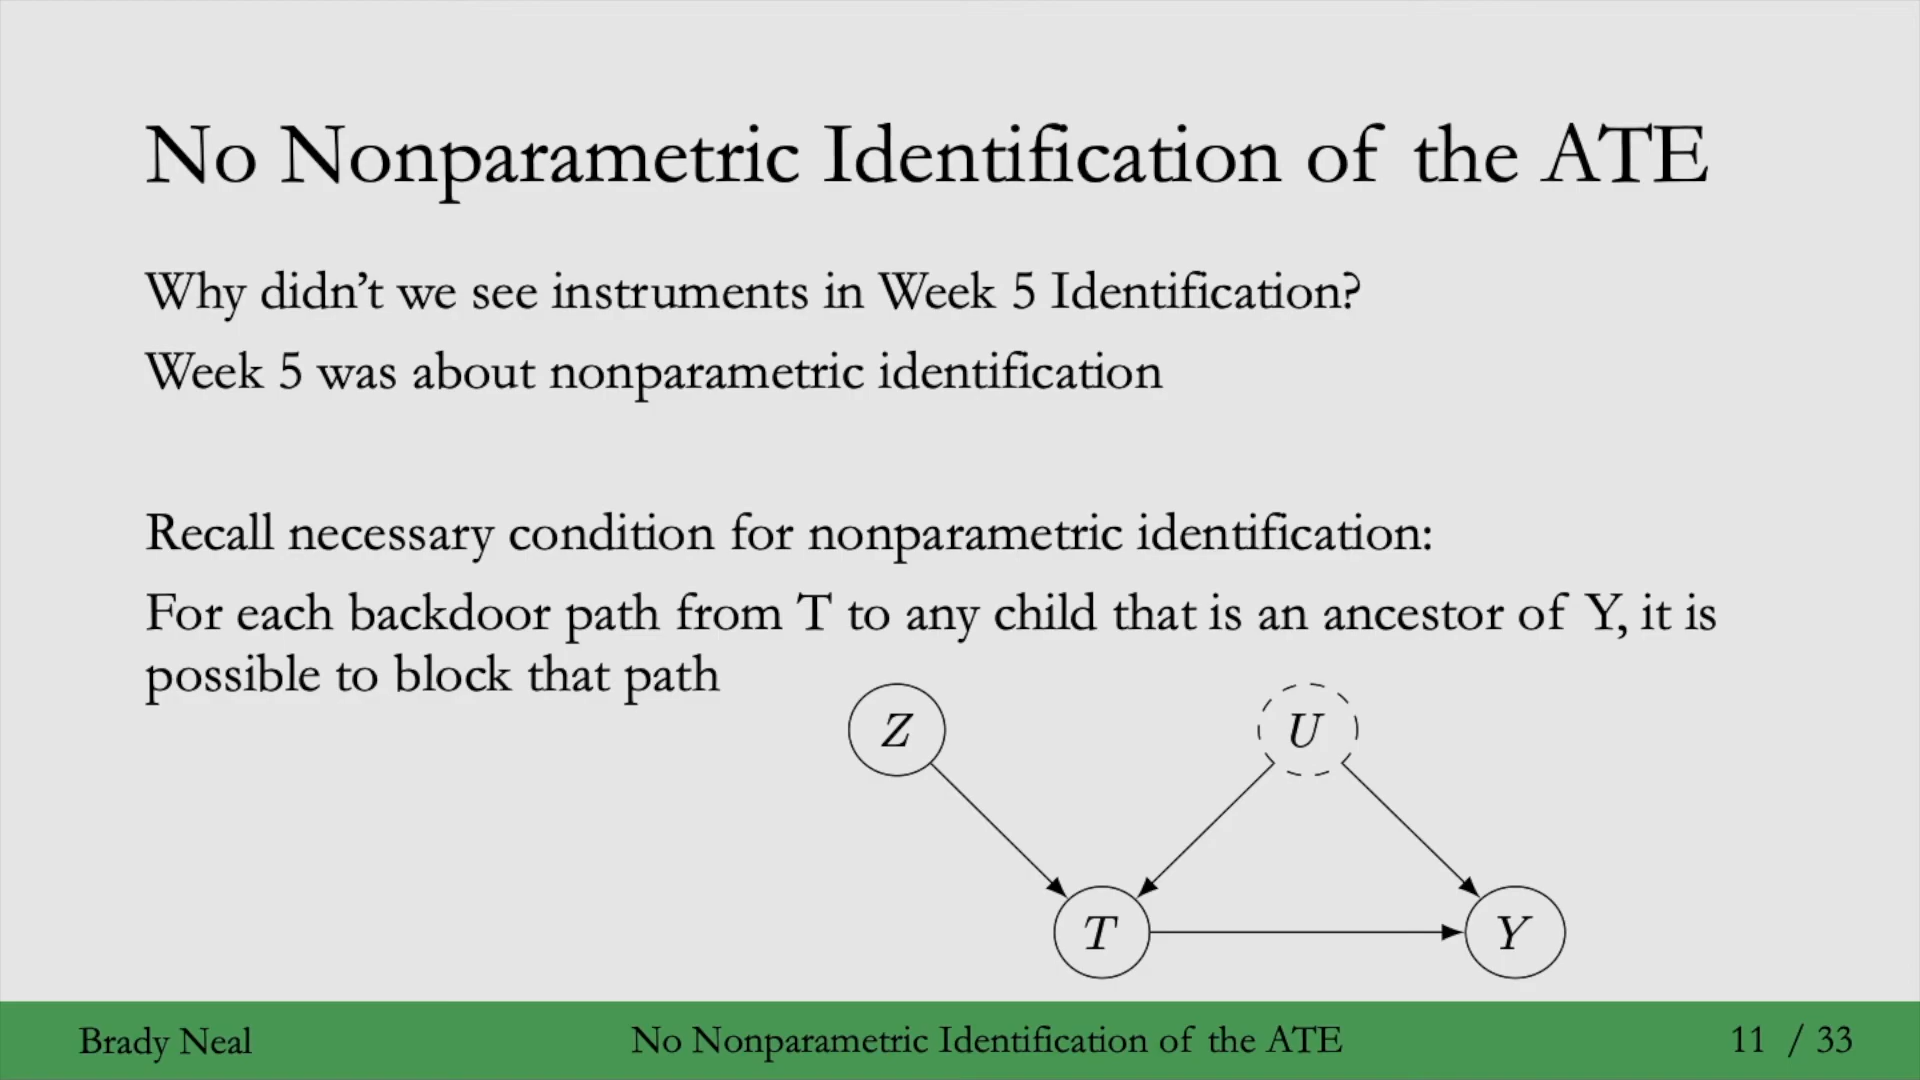 No Nonparametric Identification of the ATE
Why didn’t we see instruments in Week 5 Identification?
Week 5 was about nonparametric identification
Recall necessary condition for nonparametric identification:
For each backdoor path from T to any child that is an ancestor of Y, it is
possible to block that path
Z
U
T
Y
Brady Neal
No Nonparametric Identification of the ATE
11 / 33